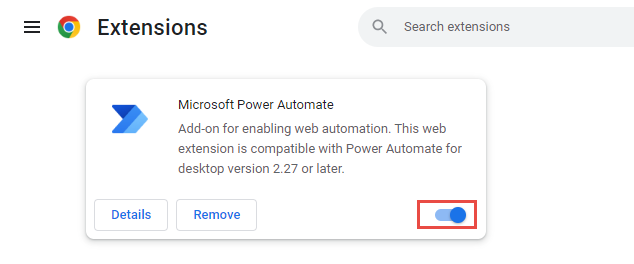 Extensions
Search extensions
Microsoft Power Automate
Add-on for enabling web automation. This web
extension is compatible with Power Automate for
desktop version 2.27 or later.
Details
Remove